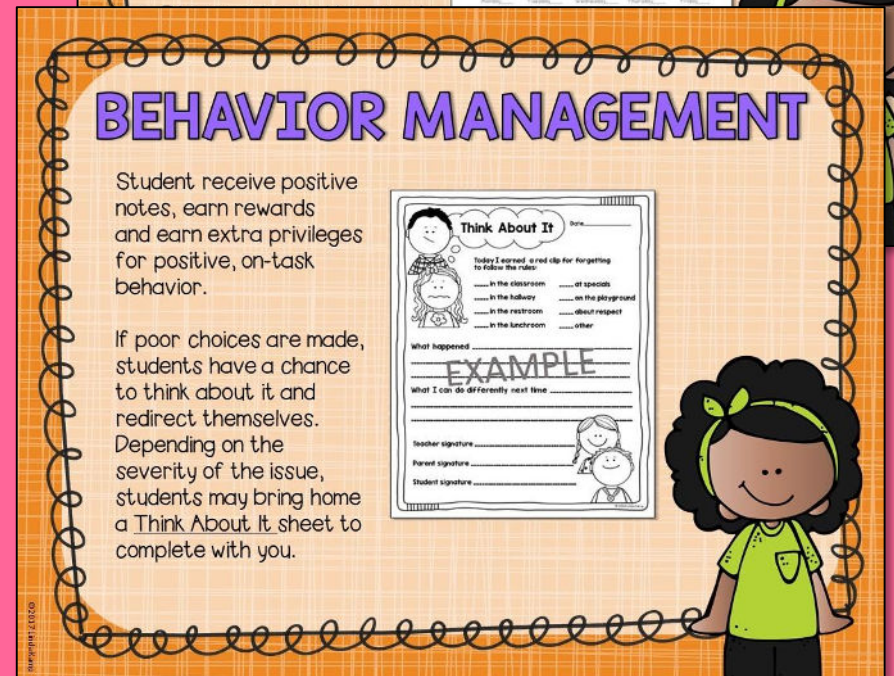 BEHAVIOR MANAGEMENT
Student receive positive
notes, earn rewards
and earn extra privileges
for positive, on-task
behavior.
If poor choices are made,
students have a chance
to think about it and
redirect themselves.
Depending on the
severity of the issue,
students may bring home
a Think About It sheet to
complete with you.
Think About It
Date
Today I earned a red clip for forgetting
to follow the rules:
in the classroom
at specials
in the hallway
on the playground
in the restroom
about respect
in the lunchroom
other
What happened
EXAMPLE
What I can do differently next time
Teacher signature
Parent signature
Student signature